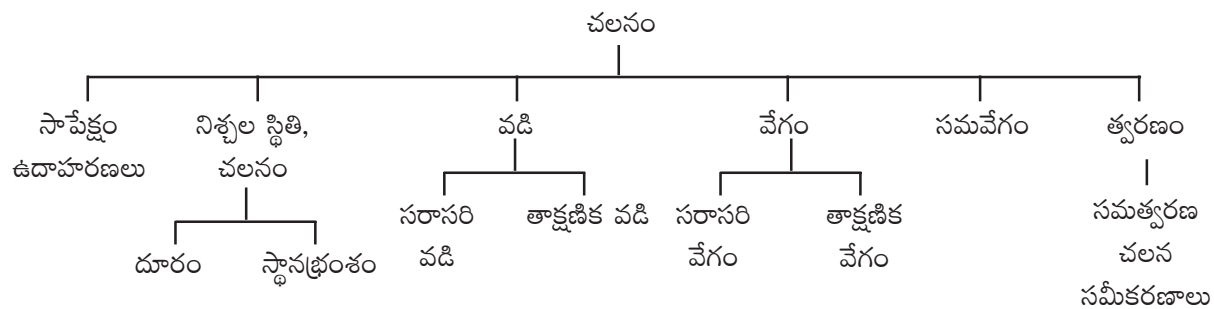 చలనం
సాపేక్షం
ఉదాహరణలు
నిశ్చల స్థితి,
చలనం
దూరం
స్థానభ్రంశం
వడి
సరాసరి
వడి
తాక్షణిక వడి
వేగం
సరాసరి
వేగం
తాక్షణిక
వేగం
సమవేగం
త్వరణం
సమత్వరణ
చలన
సమీకరణాలు